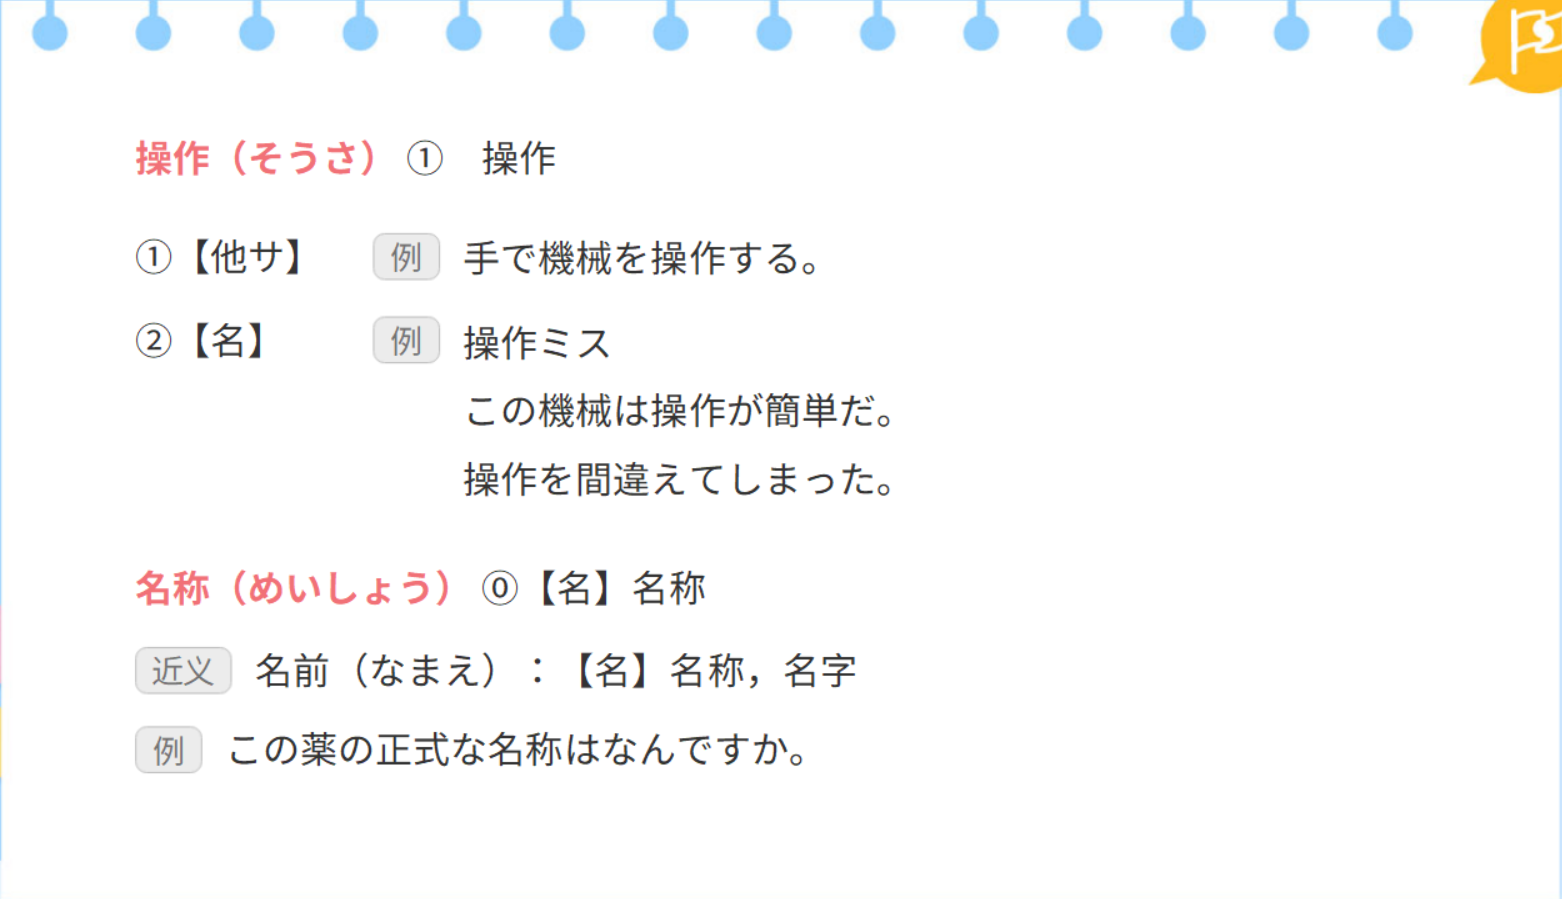 操作（そうさ）① 操作
①【他サ】 例 手で機械を操作する。
②【名】 例 操作ミス
この機械は操作が簡単だ。
操作を間違えてしまった。
名称（めいしょう）⓪【名】名称
近义 名前（なまえ）：【名】名称，名字
例 この薬の正式な名称はなんですか。